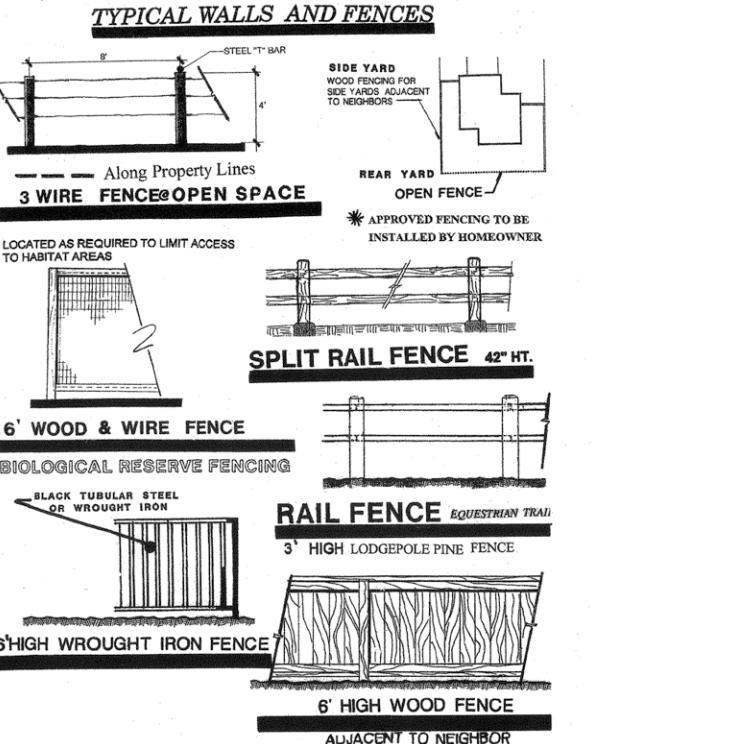 TYPICAL WALLS AND FENCES
STEEL "T" BAR
8'
4'
Along Property Lines
3 WIRE FENCE@OPEN SPACE
SIDE YARD
WOOD FENCING FOR
SIDE YARDS ADJACENT
TO NEIGHBORS
REAR YARD
OPEN FENCE
✳ APPROVED FENCING TO BE
INSTALLED BY HOMEOWNER
LOCATED AS REQUIRED TO LIMIT ACCESS
TO HABITAT AREAS
6' WOOD & WIRE FENCE
SPLIT RAIL FENCE 42" HT.
BIOLOGICAL RESERVE FENCING
BLACK TUBULAR STEEL
OR WROUGHT IRON
6'HIGH WROUGHT IRON FENCE
RAIL FENCE EQUESTRIAN TRAIL
3' HIGH LODGEPOLE PINE FENCE
6' HIGH WOOD FENCE
ADJACENT TO NEIGHBOR